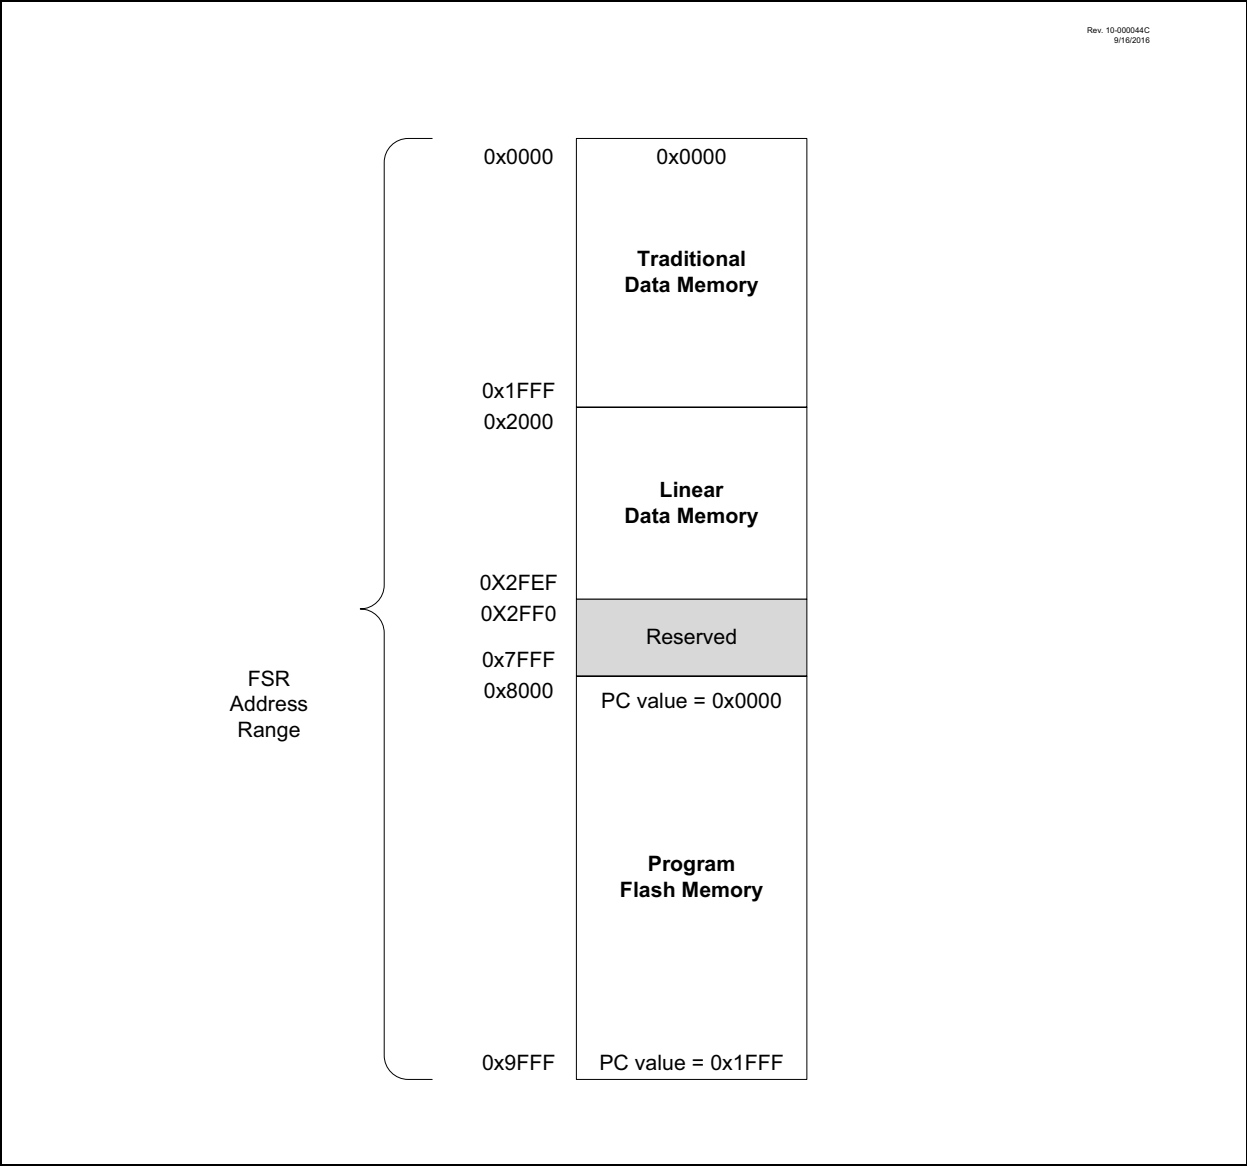 Rev. 10-000044C
9/16/2016
0x0000
0x0000
Traditional
Data Memory
0x1FFF
0x2000
Linear
Data Memory
0X2FEF
0X2FF0
Reserved
0x7FFF
0x8000
PC value = 0x0000
FSR
Address
Range
Program
Flash Memory
0x9FFF
PC value = 0x1FFF